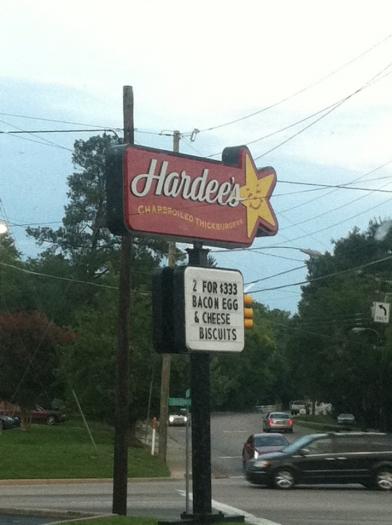 Hardee's
CHARBROILED THICKBURGERS
2 FOR $333
BACON EGG
& CHEESE
BISCUITS